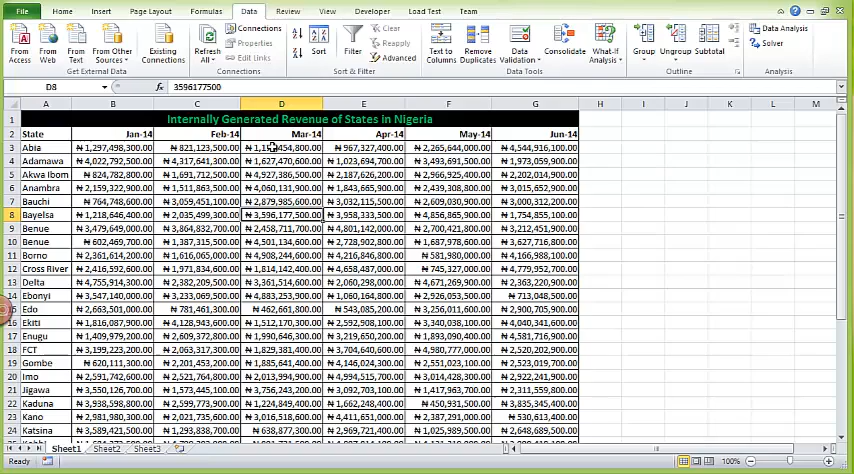 File Home Insert Page Layout Formulas Data Review View Developer Load Test Team
From Access From Web From Text From Other Sources Existing Connections Refresh All Connections Properties Edit Links Sort Filter Clear Reapply Advanced Text to Columns Remove Duplicates Data Validation Consolidate What-If Analysis Group Ungroup Subtotal Data Analysis Solver
Get External Data Connections Sort & Filter Data Tools Outline Analysis
D8 fx 3596177500
A B C D E F G H I J K L M
1 Internally Generated Revenue of States in Nigeria
2 State Jan-14 Feb-14 Mar-14 Apr-14 May-14 Jun-14
3 Abia ₦ 1,297,498,300.00 ₦ 821,123,500.00 ₦ 967,327,400.00 ₦ 2,265,644,000.00 ₦ 4,544,916,100.00
4 Adamawa ₦ 4,022,792,500.00 ₦ 4,317,641,300.00 ₦ 1,627,470,600.00 ₦ 1,023,694,700.00 ₦ 3,493,691,500.00 ₦ 1,973,059,900.00
5 Akwa Ibom ₦ 824,782,800.00 ₦ 1,691,712,500.00 ₦ 4,927,386,500.00 ₦ 2,187,626,200.00 ₦ 2,966,925,400.00 ₦ 2,202,014,900.00
6 Anambra ₦ 2,159,322,900.00 ₦ 1,511,863,500.00 ₦ 4,060,131,900.00 ₦ 1,843,665,900.00 ₦ 2,439,308,800.00 ₦ 3,015,652,900.00
7 Bauchi ₦ 764,748,600.00 ₦ 3,059,451,100.00 ₦ 2,879,985,600.00 ₦ 3,032,115,500.00 ₦ 2,609,030,900.00 ₦ 3,000,312,200.00
8 Bayelsa ₦ 1,218,646,400.00 ₦ 2,035,499,300.00 ₦ 3,596,177,500.00 ₦ 3,958,333,500.00 ₦ 4,856,865,900.00 ₦ 1,754,855,100.00
9 Benue ₦ 3,479,649,000.00 ₦ 3,864,832,700.00 ₦ 2,458,711,700.00 ₦ 4,801,142,000.00 ₦ 2,700,421,800.00 ₦ 3,212,451,900.00
10 Benue ₦ 602,469,700.00 ₦ 1,387,315,500.00 ₦ 4,501,134,600.00 ₦ 2,728,902,800.00 ₦ 1,687,978,600.00 ₦ 3,627,716,800.00
11 Borno ₦ 2,361,614,200.00 ₦ 1,616,065,000.00 ₦ 4,908,244,600.00 ₦ 4,216,846,800.00 ₦ 581,980,000.00 ₦ 4,166,988,100.00
12 Cross River ₦ 2,416,592,600.00 ₦ 1,971,834,600.00 ₦ 1,814,142,400.00 ₦ 4,658,487,000.00 ₦ 745,327,000.00 ₦ 4,779,952,700.00
13 Delta ₦ 4,755,914,300.00 ₦ 2,382,209,500.00 ₦ 3,361,514,600.00 ₦ 2,060,298,000.00 ₦ 4,671,269,900.00 ₦ 2,363,220,900.00
14 Ebonyi ₦ 3,547,140,000.00 ₦ 3,233,069,500.00 ₦ 4,883,253,900.00 ₦ 1,060,164,800.00 ₦ 2,926,053,500.00 ₦ 713,048,500.00
Edo ₦ 2,663,501,000.00 ₦ 781,461,300.00 ₦ 462,661,800.00 ₦ 543,085,200.00 ₦ 3,256,011,600.00 ₦ 2,900,705,900.00
16 Ekiti ₦ 1,816,087,900.00 ₦ 4,128,943,600.00 ₦ 1,512,170,300.00 ₦ 2,592,908,100.00 ₦ 3,340,038,100.00 ₦ 4,040,341,600.00
17 Enugu ₦ 1,409,979,200.00 ₦ 2,609,372,800.00 ₦ 1,990,646,300.00 ₦ 3,219,650,200.00 ₦ 1,893,090,400.00 ₦ 4,581,716,900.00
18 FCT ₦ 3,199,223,200.00 ₦ 2,063,317,300.00 ₦ 1,829,381,400.00 ₦ 3,704,640,600.00 ₦ 4,980,777,000.00 ₦ 2,520,202,900.00
19 Gombe ₦ 620,111,300.00 ₦ 2,201,453,200.00 ₦ 1,885,641,400.00 ₦ 4,146,024,300.00 ₦ 2,551,023,100.00 ₦ 2,523,019,700.00
20 Imo ₦ 2,591,742,600.00 ₦ 2,521,764,800.00 ₦ 2,013,994,900.00 ₦ 4,994,515,700.00 ₦ 3,014,428,300.00 ₦ 2,922,241,900.00
21 Jigawa ₦ 3,550,126,700.00 ₦ 1,573,445,100.00 ₦ 3,756,243,200.00 ₦ 3,092,703,100.00 ₦ 1,417,963,700.00 ₦ 2,311,559,800.00
22 Kaduna ₦ 3,938,298,600.00 ₦ 2,599,773,900.00 ₦ 1,224,849,400.00 ₦ 1,662,248,400.00 ₦ 450,931,800.00 ₦ 3,835,345,400.00
23 Kano ₦ 2,981,980,300.00 ₦ 2,021,735,600.00 ₦ 3,016,518,600.00 ₦ 4,411,651,000.00 ₦ 2,387,291,000.00 ₦ 530,613,400.00
24 Katsina ₦ 3,589,421,500.00 ₦ 1,293,838,700.00 ₦ 638,877,300.00 ₦ 2,969,721,400.00 ₦ 1,025,989,500.00 ₦ 2,648,689,500.00
Sheet1 Sheet2 Sheet3
Ready 100%